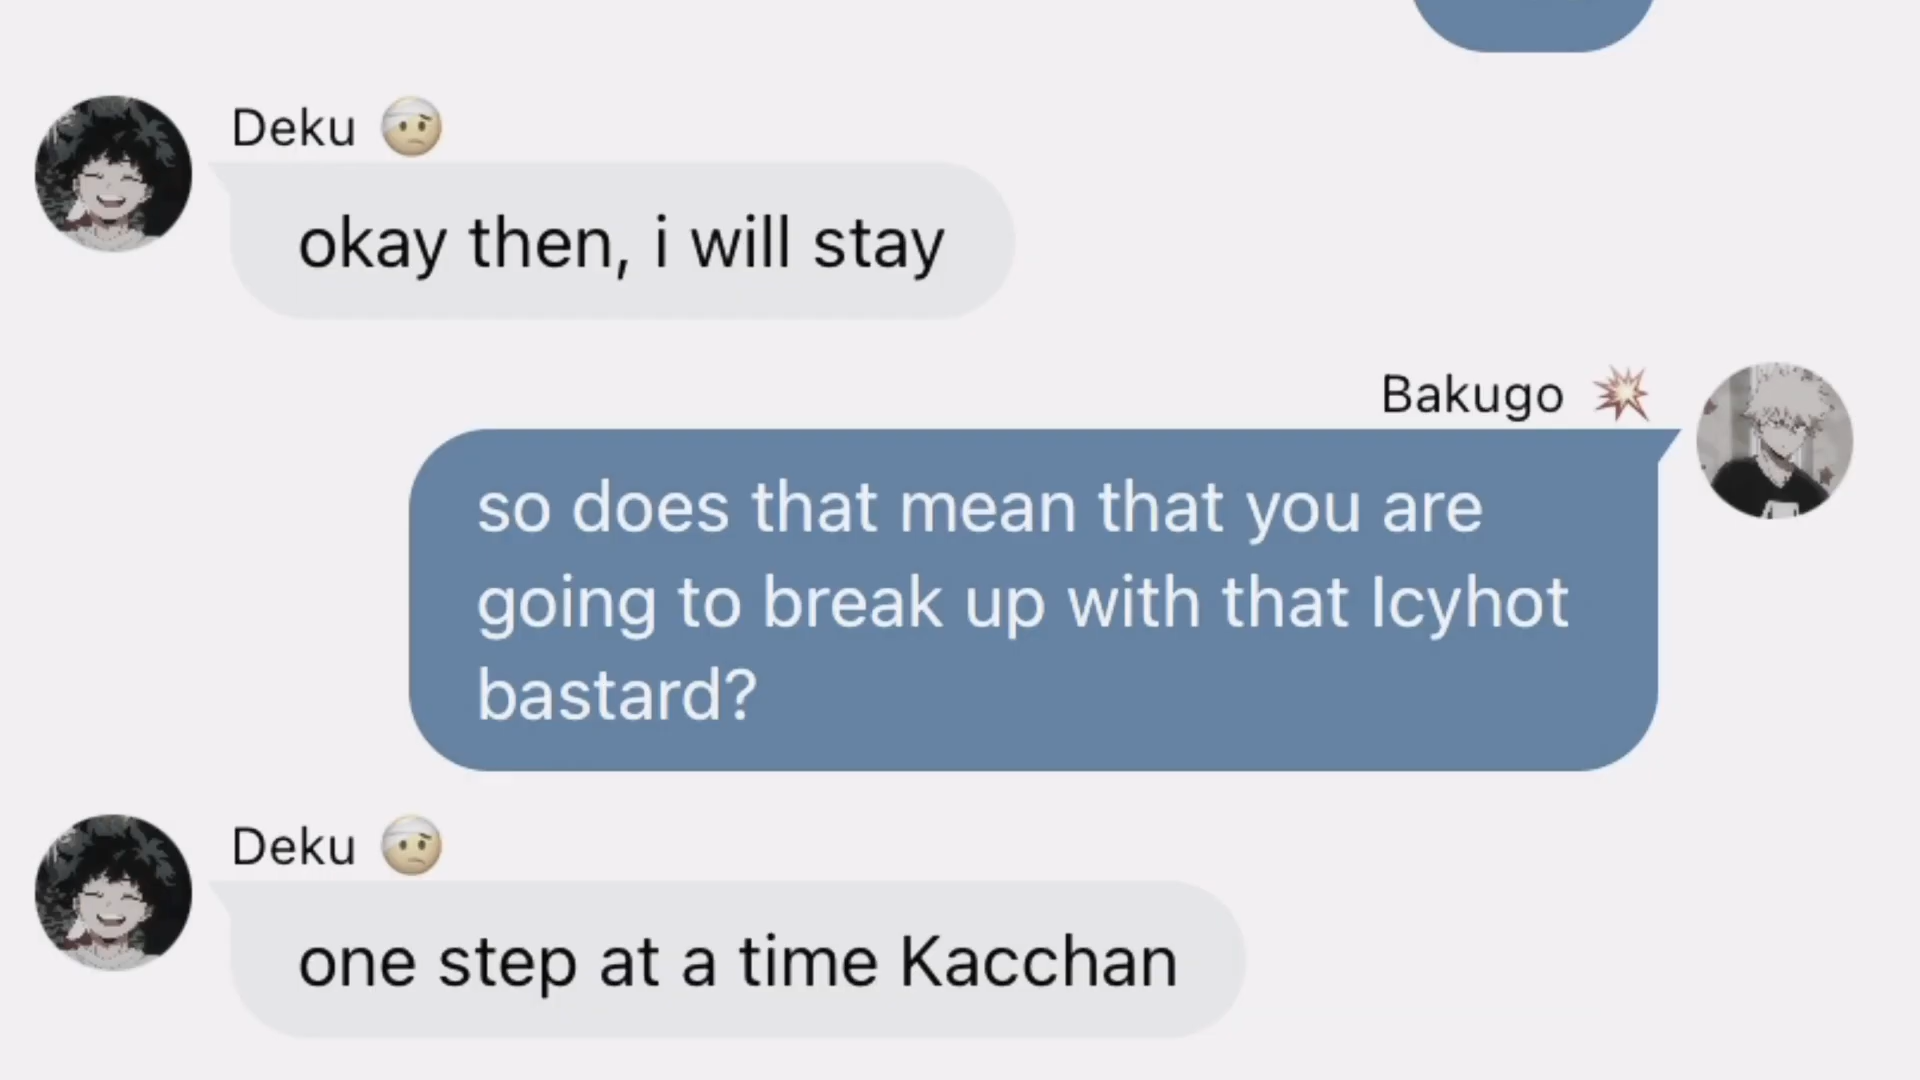 Deku 🤕
okay then, i will stay
Bakugo 💥
so does that mean that you are
going to break up with that Icyhot
bastard?
Deku 🤕
one step at a time Kacchan